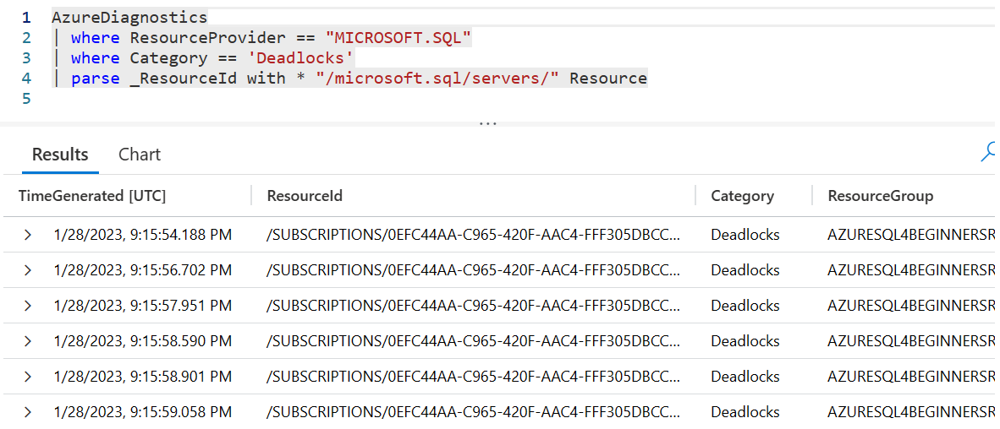 1 AzureDiagnostics
2 | where ResourceProvider == "MICROSOFT.SQL"
3 | where Category == 'Deadlocks'
4 | parse _ResourceId with * "/microsoft.sql/servers/" Resource
5
...
Results Chart
TimeGenerated [UTC] ResourceId Category ResourceGroup
1/28/2023, 9:15:54.188 PM /SUBSCRIPTIONS/0EFC44AA-C965-420F-AAC4-FFF305DBCC... Deadlocks AZURESQL4BEGINNERSR
1/28/2023, 9:15:56.702 PM /SUBSCRIPTIONS/0EFC44AA-C965-420F-AAC4-FFF305DBCC... Deadlocks AZURESQL4BEGINNERSR
1/28/2023, 9:15:57.951 PM /SUBSCRIPTIONS/0EFC44AA-C965-420F-AAC4-FFF305DBCC... Deadlocks AZURESQL4BEGINNERSR
1/28/2023, 9:15:58.590 PM /SUBSCRIPTIONS/0EFC44AA-C965-420F-AAC4-FFF305DBCC... Deadlocks AZURESQL4BEGINNERSR
1/28/2023, 9:15:58.901 PM /SUBSCRIPTIONS/0EFC44AA-C965-420F-AAC4-FFF305DBCC... Deadlocks AZURESQL4BEGINNERSR
1/28/2023, 9:15:59.058 PM /SUBSCRIPTIONS/0EFC44AA-C965-420F-AAC4-FFF305DBCC... Deadlocks AZURESQL4BEGINNERSR